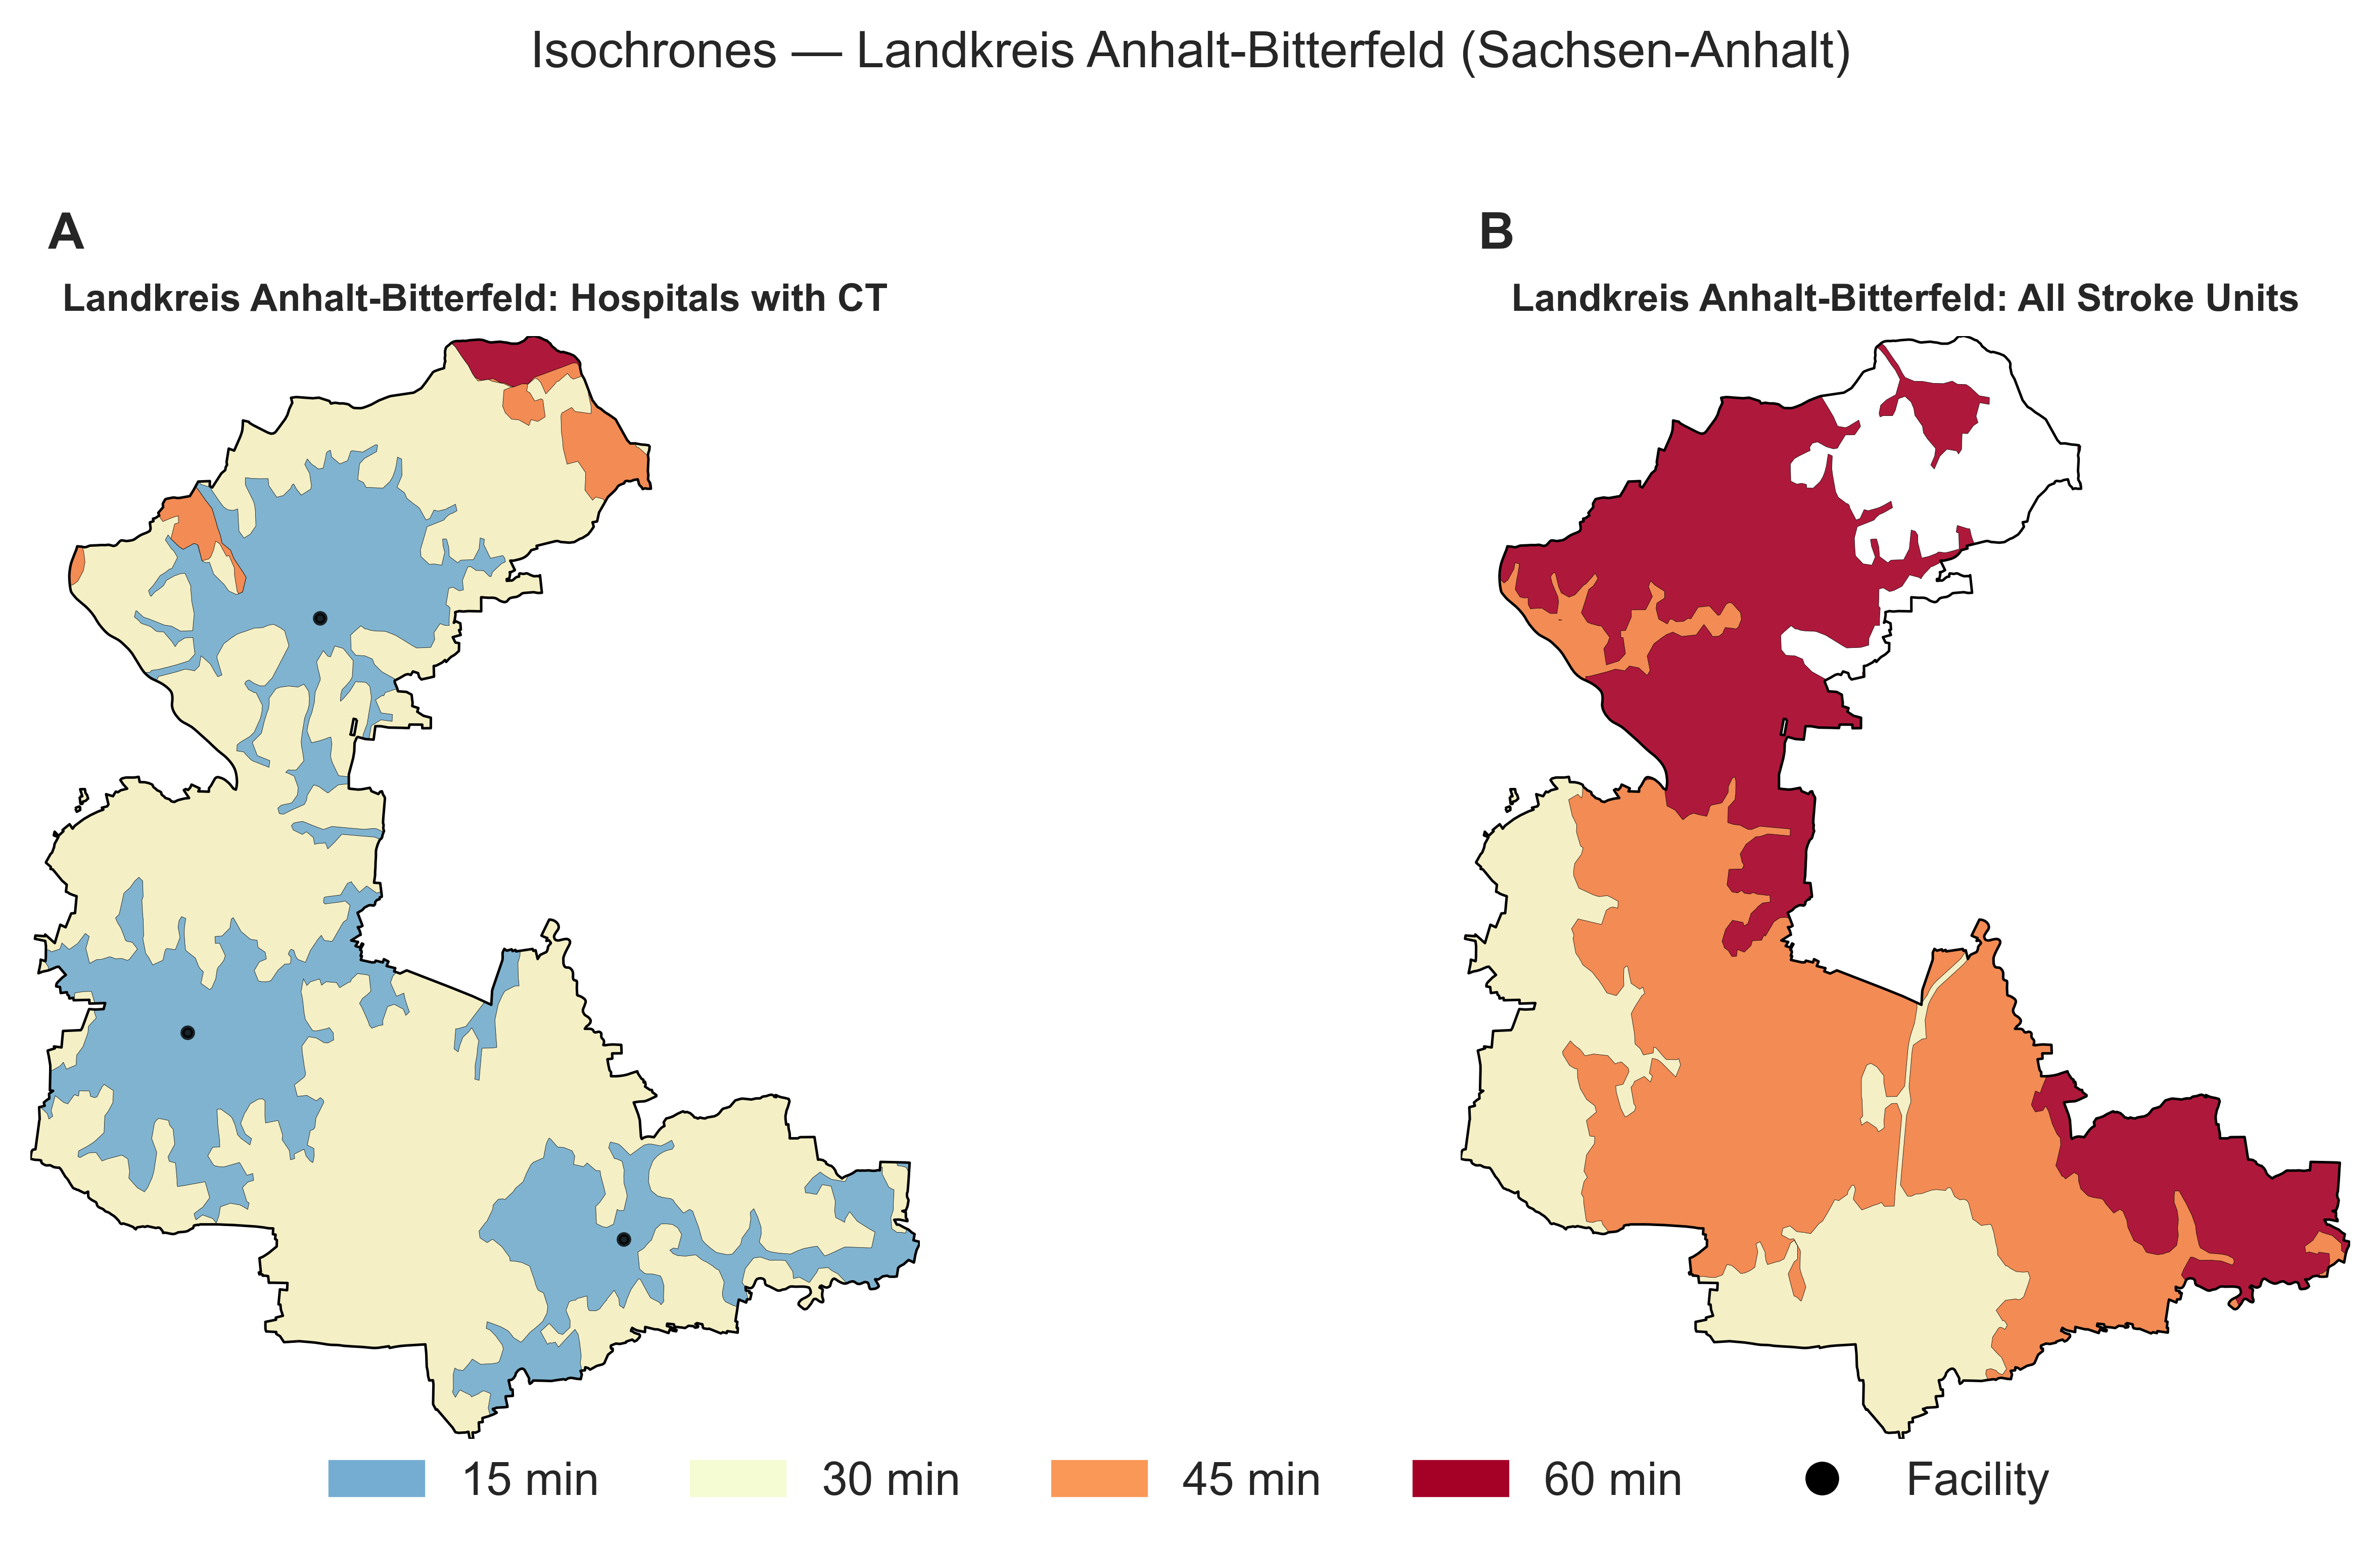 Isochrones — Landkreis Anhalt-Bitterfeld (Sachsen-Anhalt)
A
Landkreis Anhalt-Bitterfeld: Hospitals with CT
B
Landkreis Anhalt-Bitterfeld: All Stroke Units
15 min 30 min 45 min 60 min Facility